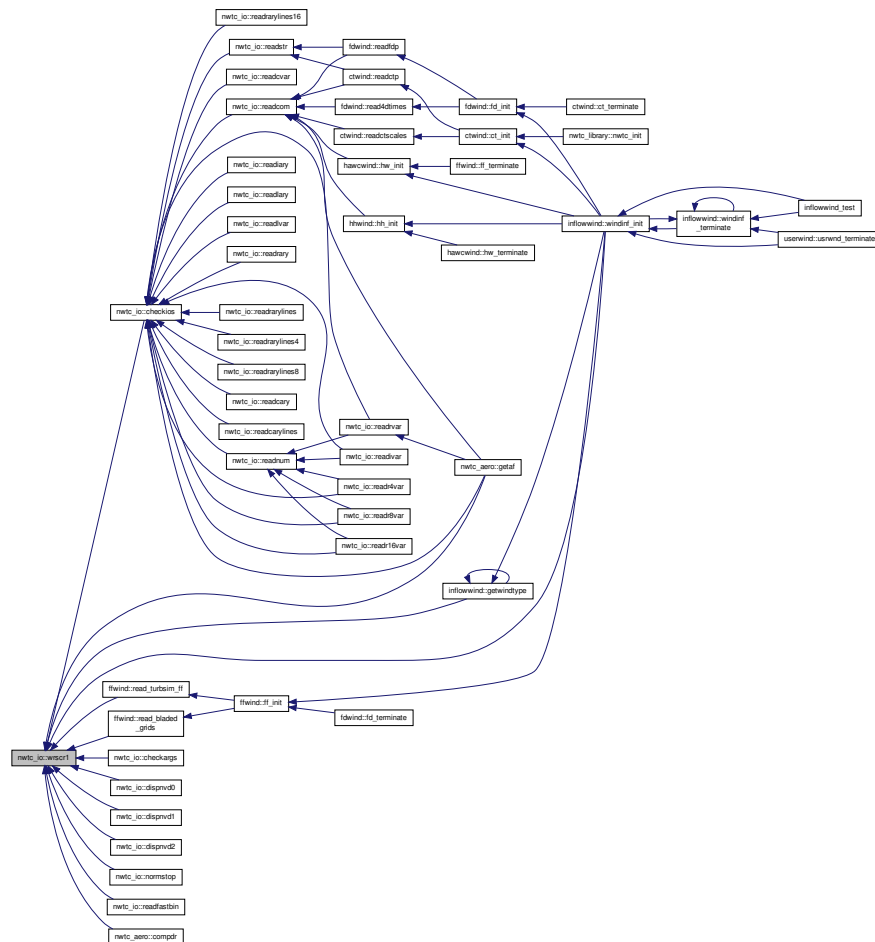 nwtc_io::readrarylines16
nwtc_io::readstr
fdwind::readfdp
nwtc_io::readcvar
ctwind::readctp
nwtc_io::readcom
fdwind::read4dtimes
fdwind::fd_init
ctwind::ct_terminate
ctwind::readctscales
ctwind::ct_init
nwtc_library::nwtc_init
nwtc_io::readiary
hawcwind::hw_init
ffwind::ff_terminate
nwtc_io::readlary
nwtc_io::readlvar
hhwind::hh_init
inflowwind::windinf_init
inflowwind::windinf
_terminate
inflowwind_test
userwind::usrwnd_terminate
nwtc_io::readrary
hawcwind::hw_terminate
nwtc_io::checkios
nwtc_io::readrarylines
nwtc_io::readrarylines4
nwtc_io::readrarylines8
nwtc_io::readcary
nwtc_io::readcarylines
nwtc_io::readrvar
nwtc_io::readnum
nwtc_io::readivar
nwtc_aero::getaf
nwtc_io::readr4var
nwtc_io::readr8var
nwtc_io::readr16var
inflowwind::getwindtype
ffwind::read_turbsim_ff
ffwind::ff_init
ffwind::read_bladed
_grids
fdwind::fd_terminate
nwtc_io::wrscr1
nwtc_io::checkargs
nwtc_io::dispnvd0
nwtc_io::dispnvd1
nwtc_io::dispnvd2
nwtc_io::normstop
nwtc_io::readfastbin
nwtc_aero::compdr